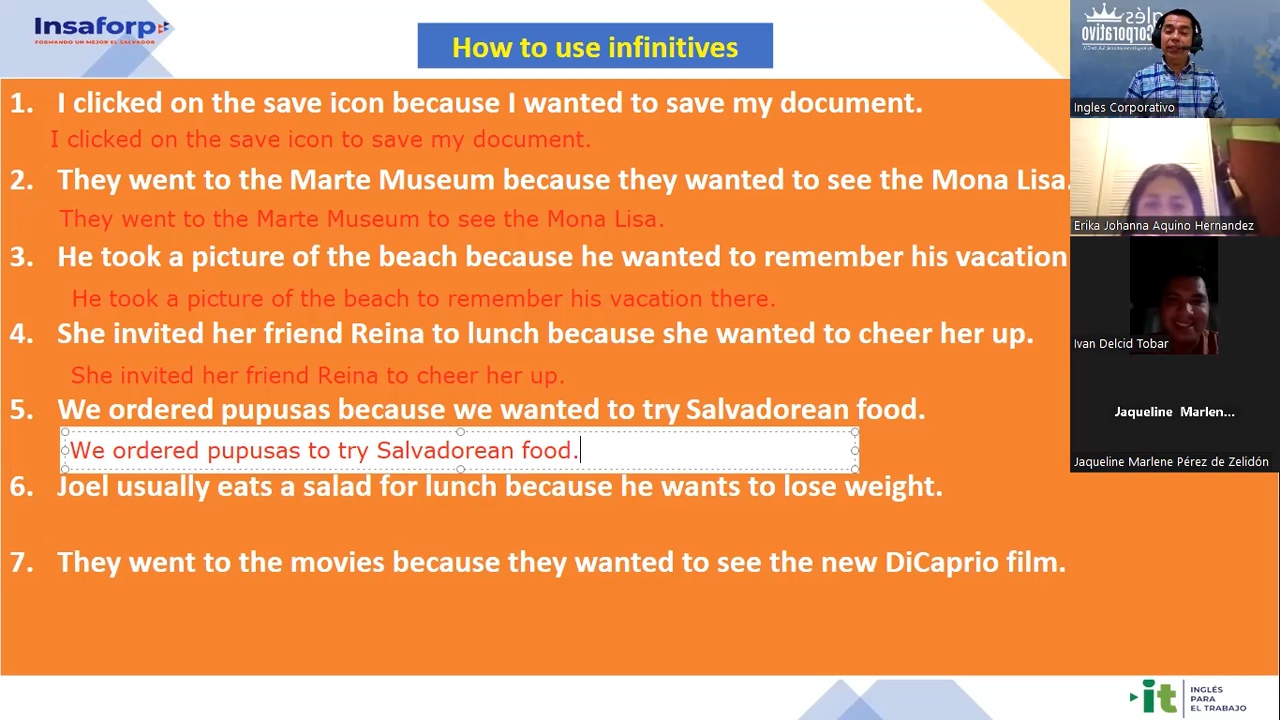 Insaforp
FORMANDO UN MEJOR EL SALVADOR
How to use infinitives
1. I clicked on the save icon because I wanted to save my document.
I clicked on the save icon to save my document.
2. They went to the Marte Museum because they wanted to see the Mona Lisa.
They went to the Marte Museum to see the Mona Lisa.
3. He took a picture of the beach because he wanted to remember his vacation
He took a picture of the beach to remember his vacation there.
4. She invited her friend Reina to lunch because she wanted to cheer her up.
She invited her friend Reina to cheer her up.
5. We ordered pupusas because we wanted to try Salvadorean food.
We ordered pupusas to try Salvadorean food.
6. Joel usually eats a salad for lunch because he wants to lose weight.
7. They went to the movies because they wanted to see the new DiCaprio film.
Ingles Corporativo
Erika Johanna Aquino Hernandez
Ivan Delcid Tobar
Jaqueline Marlen...
Jaqueline Marlene Pérez de Zelidón
it
INGLÉS
PARA
EL TRABAJO